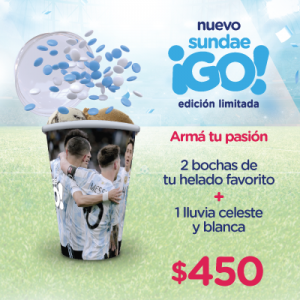 nuevo
sundae
¡GO!
edición limitada
Armá tu pasión
2 bochas de
tu helado favorito
+
1 lluvia celeste
y blanca
$450